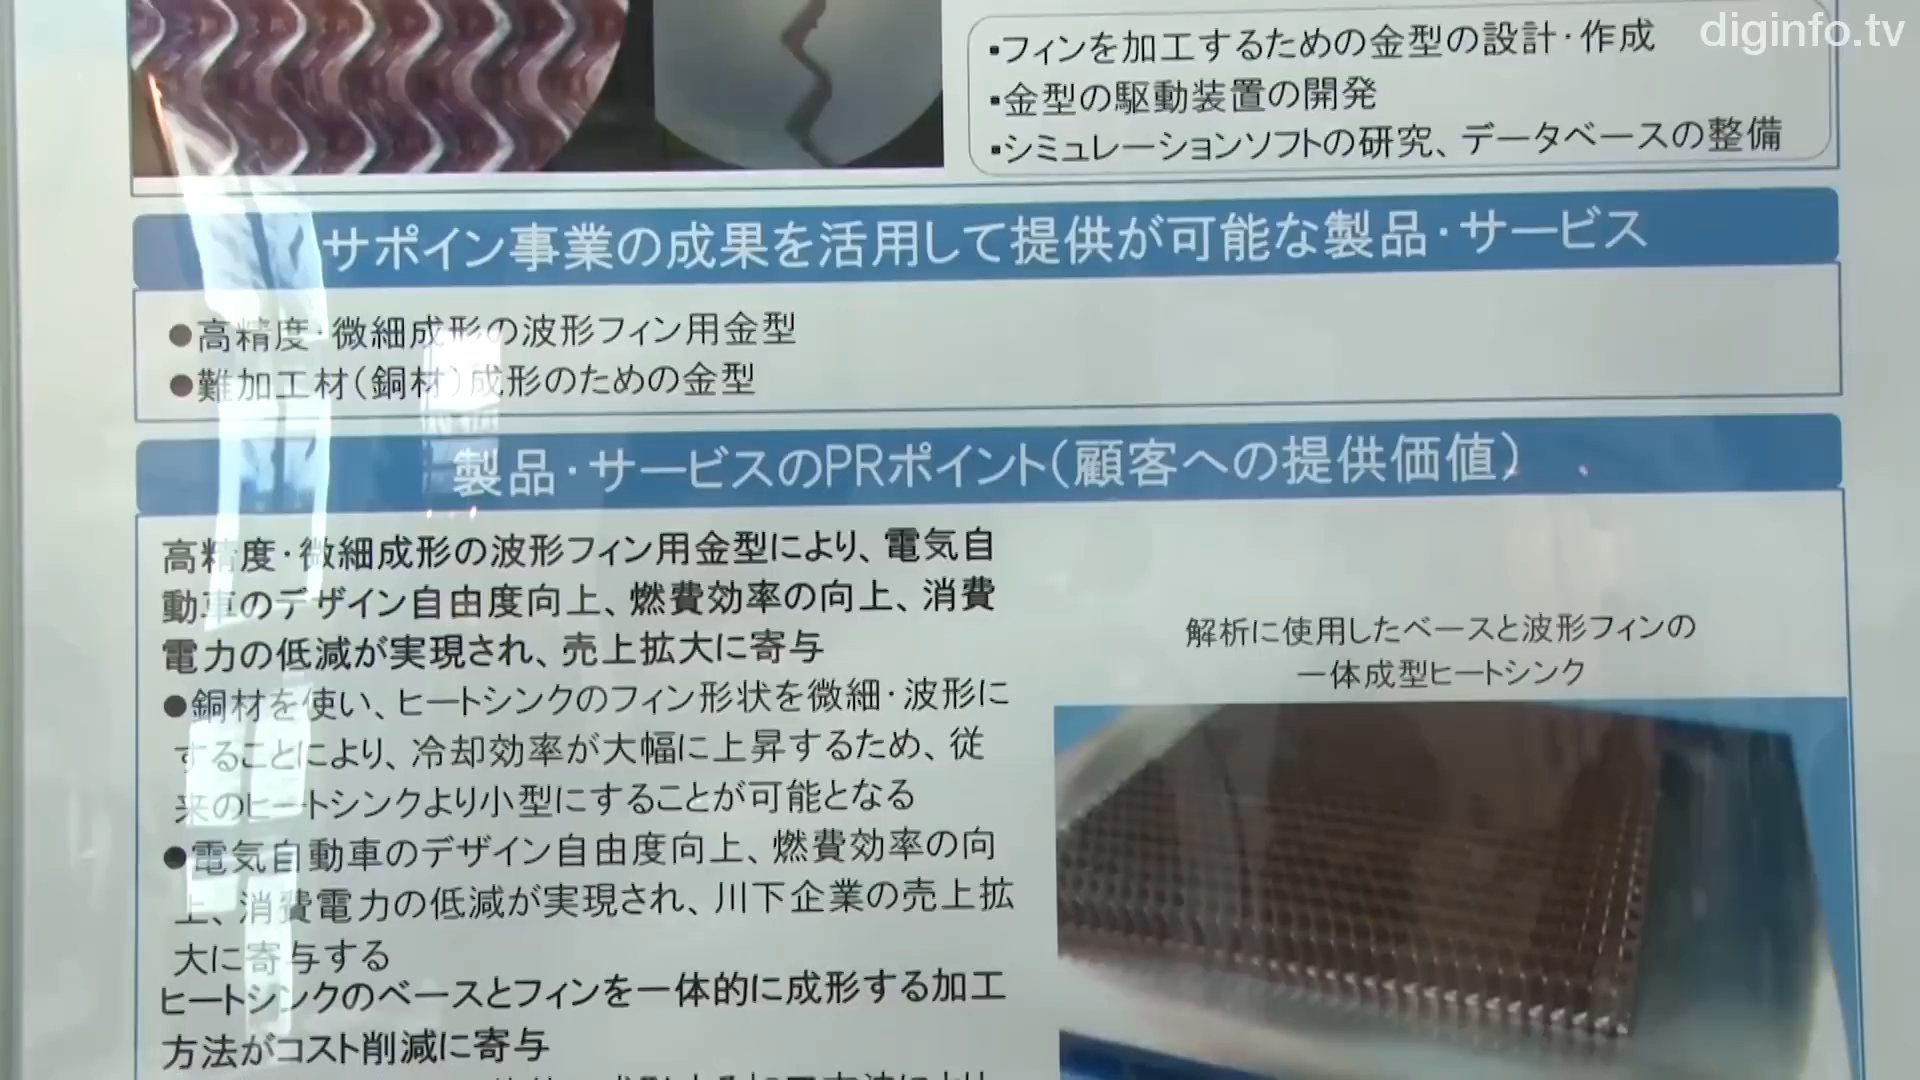 diginfo.tv
▪フィンを加工するための金型の設計･作成
▪金型の駆動装置の開発
▪シミュレーションソフトの研究、データベースの整備
サポイン事業の成果を活用して提供が可能な製品･サービス
●高精度･微細成形の波形フィン用金型
●難加工材(銅材)成形のための金型
製品･サービスのPRポイント(顧客への提供価値)
高精度･微細成形の波形フィン用金型により、電気自
動車のデザイン自由度向上、燃費効率の向上、消費
電力の低減が実現され、売上拡大に寄与
●銅材を使い、ヒートシンクのフィン形状を微細･波形に
することにより、冷却効率が大幅に上昇するため、従
来のヒートシンクより小型にすることが可能となる
●電気自動車のデザイン自由度向上、燃費効率の向
上、消費電力の低減が実現され、川下企業の売上拡
大に寄与する
ヒートシンクのベースとフィンを一体的に成形する加工
方法がコスト削減に寄与
解析に使用したベースと波形フィンの
一体成型ヒートシンク